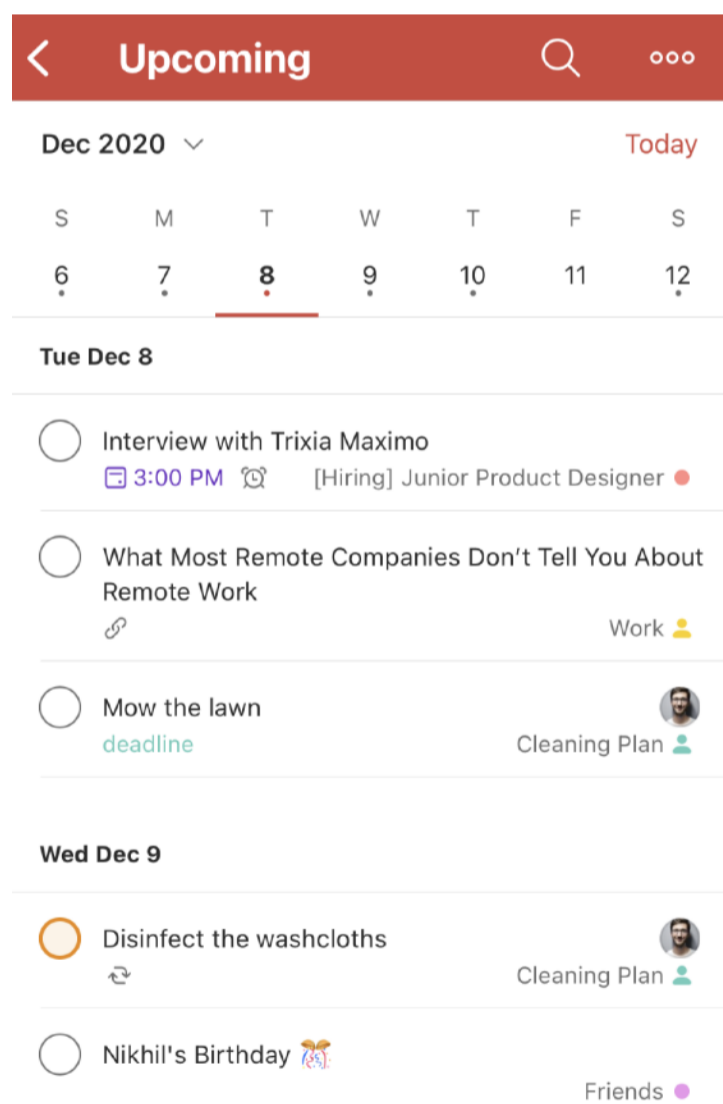 Upcoming
Dec 2020
Today
S M T W T F S
6 7 8 9 10 11 12
Tue Dec 8
Interview with Trixia Maximo
3:00 PM [Hiring] Junior Product Designer
What Most Remote Companies Don't Tell You About
Remote Work
Work
Mow the lawn
deadline Cleaning Plan
Wed Dec 9
Disinfect the washcloths
Cleaning Plan
Nikhil's Birthday 🎊
Friends